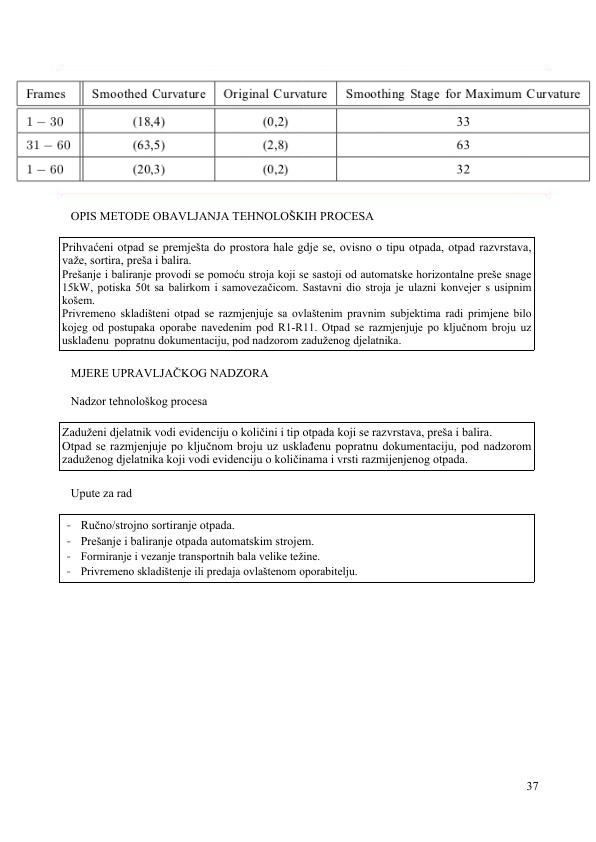 Frames Smoothed Curvature Original Curvature Smoothing Stage for Maximum Curvature
1 − 30 (18,4) (0,2) 33
31 − 60 (63,5) (2,8) 63
1 − 60 (20,3) (0,2) 32
OPIS METODE OBAVLJANJA TEHNOLOŠKIH PROCESA
Prihvaćeni otpad se premješta do prostora hale gdje se, ovisno o tipu otpada, otpad razvrstava,
važe, sortira, preša i balira.
Prešanje i baliranje provodi se pomoću stroja koji se sastoji od automatske horizontalne preše snage
15kW, potiska 50t sa balirkom i samovezačicom. Sastavni dio stroja je ulazni konvejer s usipnim
košem.
Privremeno skladišteni otpad se razmjenjuje sa ovlaštenim pravnim subjektima radi primjene bilo
kojeg od postupaka oporabe navedenim pod R1-R11. Otpad se razmjenjuje po ključnom broju uz
usklađenu popratnu dokumentaciju, pod nadzorom zaduženog djelatnika.
MJERE UPRAVLJAČKOG NADZORA
Nadzor tehnološkog procesa
Zaduženi djelatnik vodi evidenciju o količini i tip otpada koji se razvrstava, preša i balira.
Otpad se razmjenjuje po ključnom broju uz usklađenu popratnu dokumentaciju, pod nadzorom
zaduženog djelatnika koji vodi evidenciju o količinama i vrsti razmijenjenog otpada.
Upute za rad
- Ručno/strojno sortiranje otpada.
- Prešanje i baliranje otpada automatskim strojem.
- Formiranje i vezanje transportnih bala velike težine.
- Privremeno skladištenje ili predaja ovlaštenom oporabitelju.
37